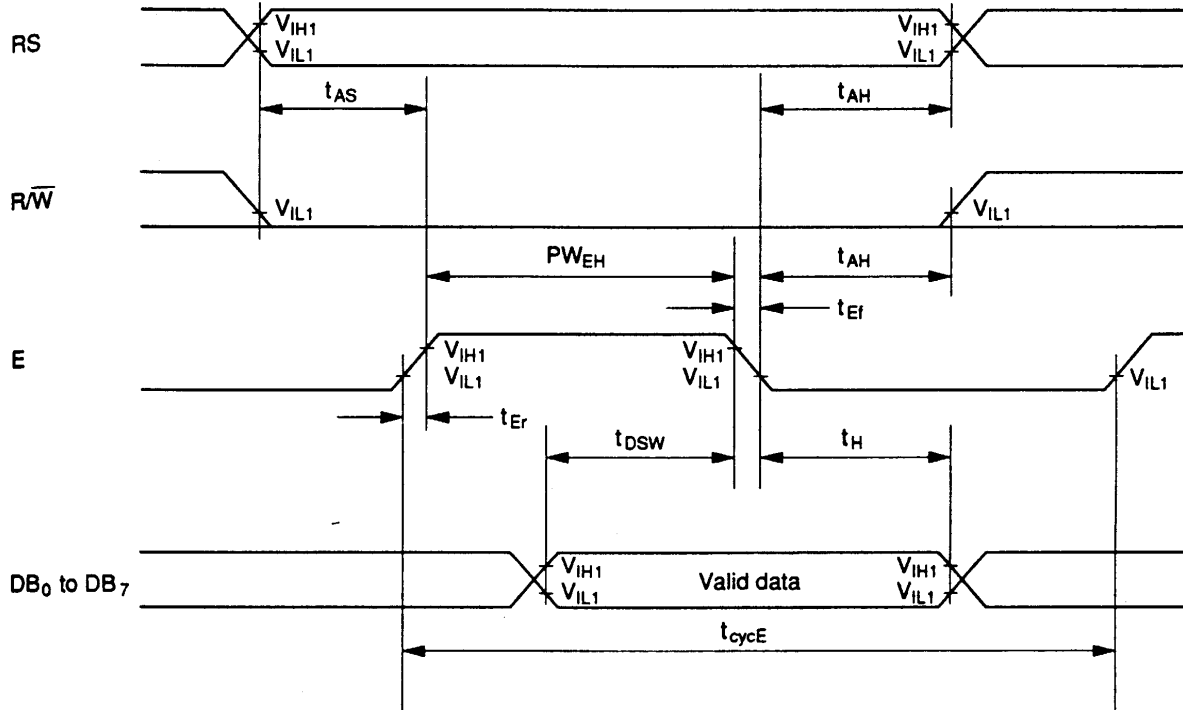 RS
V_IH1
V_IL1
V_IH1
V_IL1
t_AS
t_AH
R/W̅
V_IL1
V_IL1
PW_EH
t_AH
t_Ef
E
V_IH1
V_IL1
V_IH1
V_IL1
V_IL1
t_Er
t_DSW
t_H
DB₀ to DB₇
V_IH1
V_IL1
Valid data
V_IH1
V_IL1
t_cycE